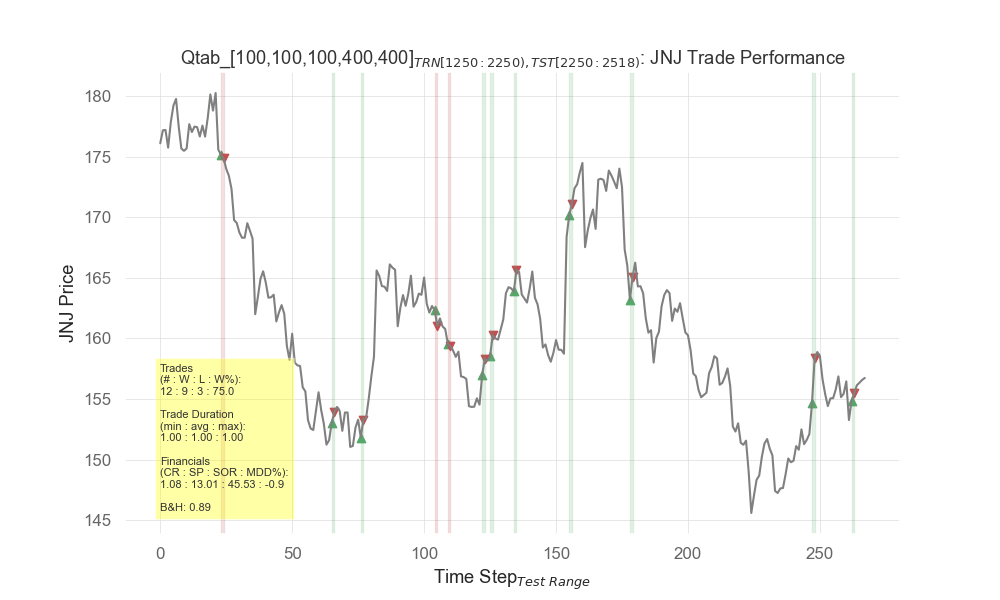 Qtab_[100,100,100,400,400]TRN[1250:2250),TST[2250:2518): JNJ Trade Performance
180
175
170
165
160
155
150
145
JNJ Price
Trades
(# : W : L : W%):
12 : 9 : 3 : 75.0
Trade Duration
(min : avg : max):
1.00 : 1.00 : 1.00
Financials
(CR : SP : SOR : MDD%):
1.08 : 13.01 : 45.53 : -0.9
B&H: 0.89
0 50 100 150 200 250
Time StepTest Range